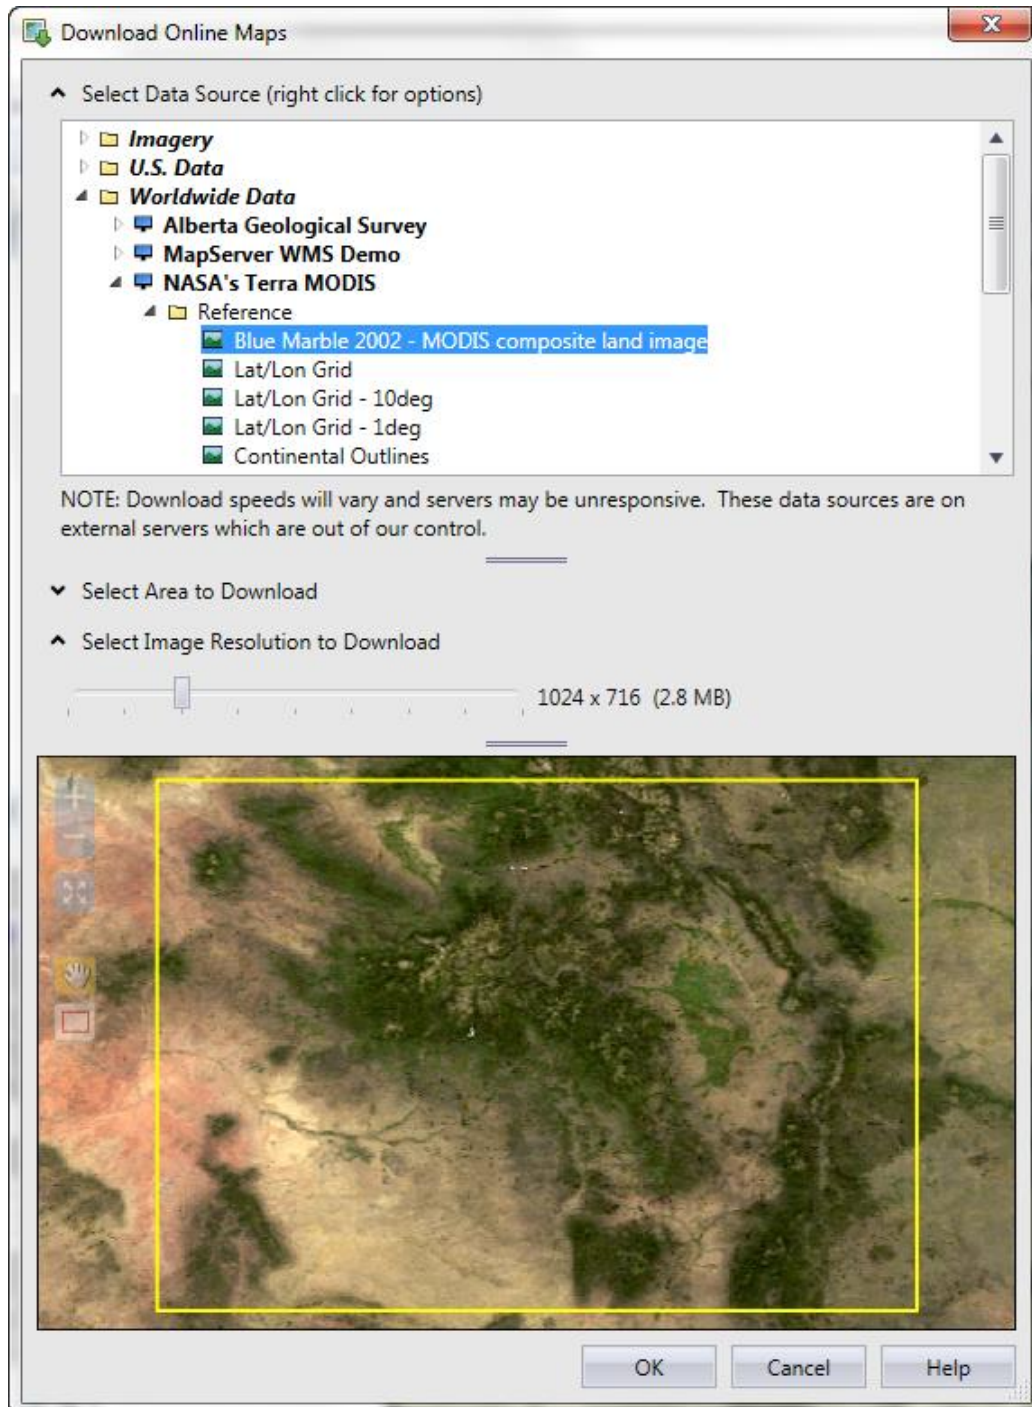 Download Online Maps
Select Data Source (right click for options)
Imagery
U.S. Data
Worldwide Data
Alberta Geological Survey
MapServer WMS Demo
NASA's Terra MODIS
Reference
Blue Marble 2002 - MODIS composite land image
Lat/Lon Grid
Lat/Lon Grid - 10deg
Lat/Lon Grid - 1deg
Continental Outlines
NOTE: Download speeds will vary and servers may be unresponsive.  These data sources are on
external servers which are out of our control.
Select Area to Download
Select Image Resolution to Download
1024 x 716  (2.8 MB)
OK Cancel Help